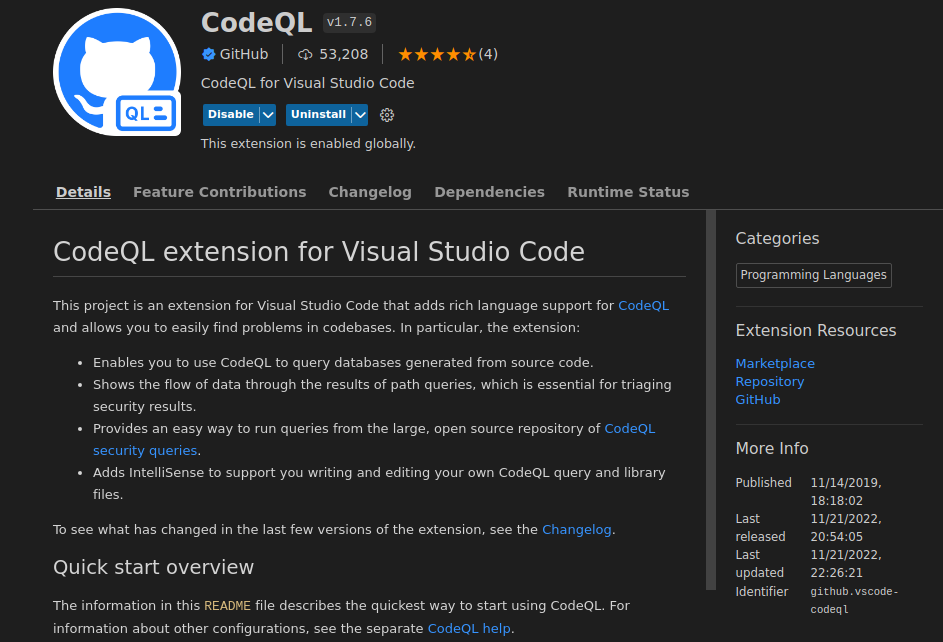 CodeQL v1.7.6
GitHub 53,208 (4)
CodeQL for Visual Studio Code
Disable Uninstall
This extension is enabled globally.
QL
Details Feature Contributions Changelog Dependencies Runtime Status
CodeQL extension for Visual Studio Code
This project is an extension for Visual Studio Code that adds rich language support for CodeQL
and allows you to easily find problems in codebases. In particular, the extension:
• Enables you to use CodeQL to query databases generated from source code.
• Shows the flow of data through the results of path queries, which is essential for triaging
security results.
• Provides an easy way to run queries from the large, open source repository of CodeQL
security queries.
• Adds IntelliSense to support you writing and editing your own CodeQL query and library
files.
To see what has changed in the last few versions of the extension, see the Changelog.
Quick start overview
The information in this README file describes the quickest way to start using CodeQL. For
information about other configurations, see the separate CodeQL help.
Categories
Programming Languages
Extension Resources
Marketplace
Repository
GitHub
More Info
Published 11/14/2019,
18:18:02
Last 11/21/2022,
released 20:54:05
Last 11/21/2022,
updated 22:26:21
Identifier github.vscode-
codeql